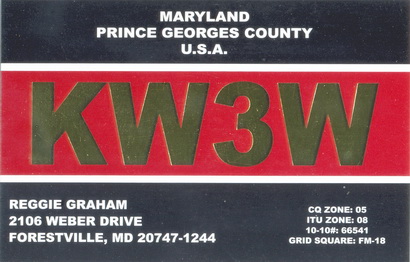 MARYLAND
PRINCE GEORGES COUNTY
U.S.A.
KW3W
REGGIE GRAHAM
2106 WEBER DRIVE
FORESTVILLE, MD 20747-1244
CQ ZONE: 05
ITU ZONE: 08
10-10#: 66541
GRID SQUARE: FM-18